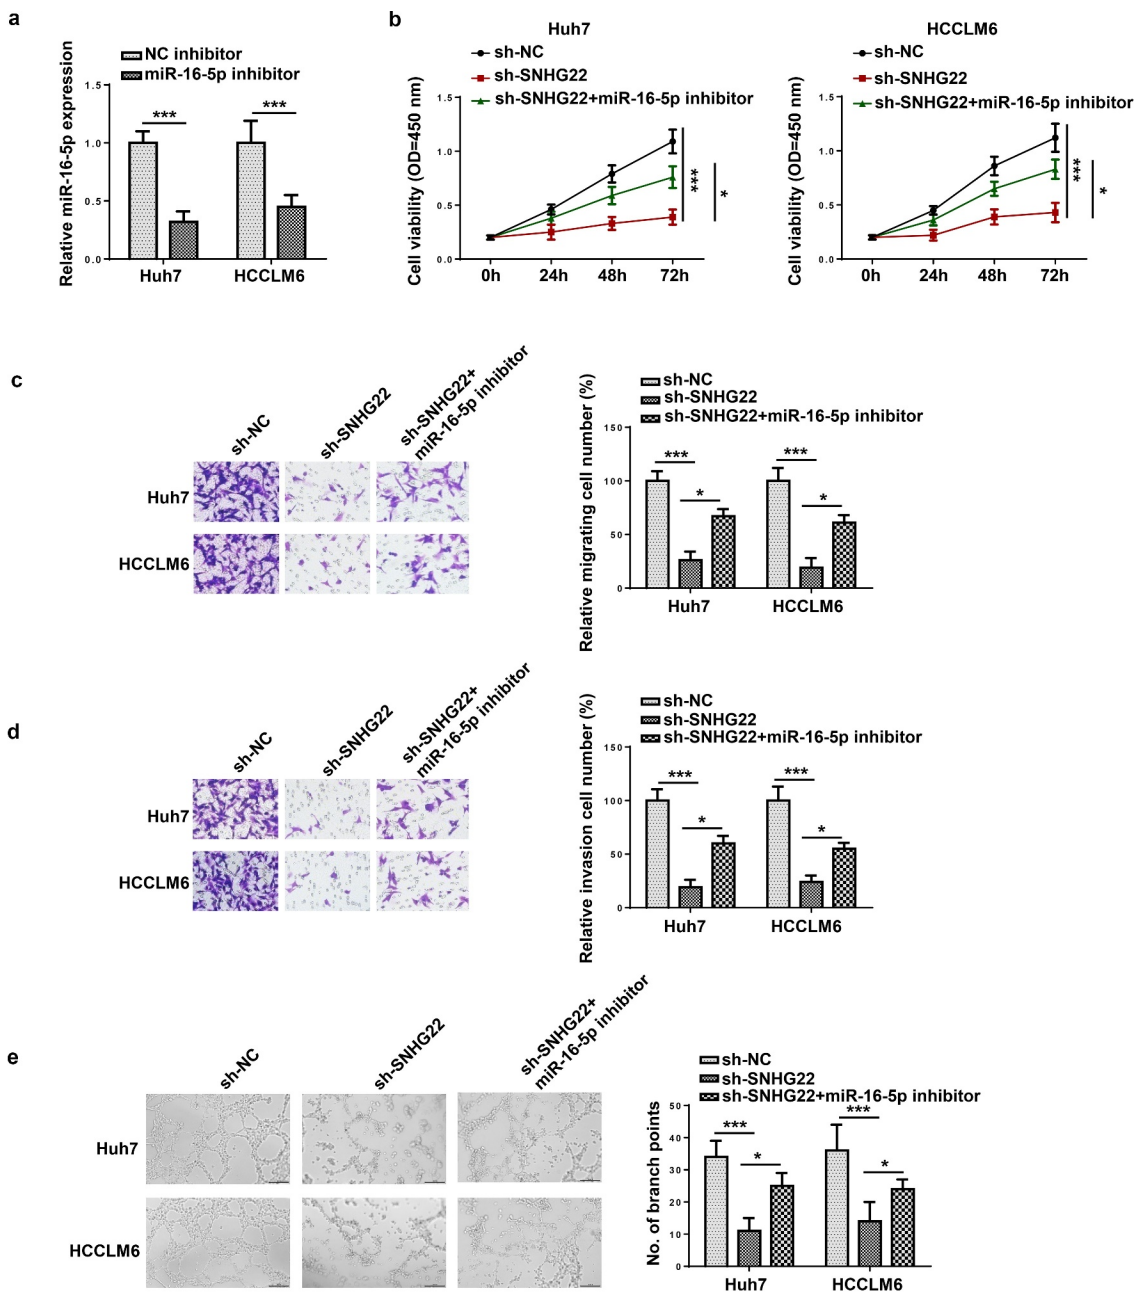 a
NC inhibitor
miR-16-5p inhibitor
Relative miR-16-5p expression
1.5
1.0
0.5
0.0
***
***
Huh7
HCCLM6
b
Huh7
sh-NC
sh-SNHG22
sh-SNHG22+miR-16-5p inhibitor
Cell viability (OD=450 nm)
1.5
1.0
0.5
0.0
0h
24h
48h
72h
***
*
HCCLM6
sh-NC
sh-SNHG22
sh-SNHG22+miR-16-5p inhibitor
Cell viability (OD=450 nm)
1.5
1.0
0.5
0.0
0h
24h
48h
72h
***
*
c
sh-NC
sh-SNHG22
sh-SNHG22+
miR-16-5p inhibitor
Huh7
HCCLM6
sh-NC
sh-SNHG22
sh-SNHG22+miR-16-5p inhibitor
Relative migrating cell number (%)
150
100
50
0
***
*
***
*
Huh7
HCCLM6
d
sh-NC
sh-SNHG22
sh-SNHG22+
miR-16-5p inhibitor
Huh7
HCCLM6
sh-NC
sh-SNHG22
sh-SNHG22+miR-16-5p inhibitor
Relative invasion cell number (%)
150
100
50
0
***
*
***
*
Huh7
HCCLM6
e
sh-NC
sh-SNHG22
sh-SNHG22+
miR-16-5p inhibitor
Huh7
HCCLM6
sh-NC
sh-SNHG22
sh-SNHG22+miR-16-5p inhibitor
No. of branch points
50
40
30
20
10
0
***
*
***
*
Huh7
HCCLM6